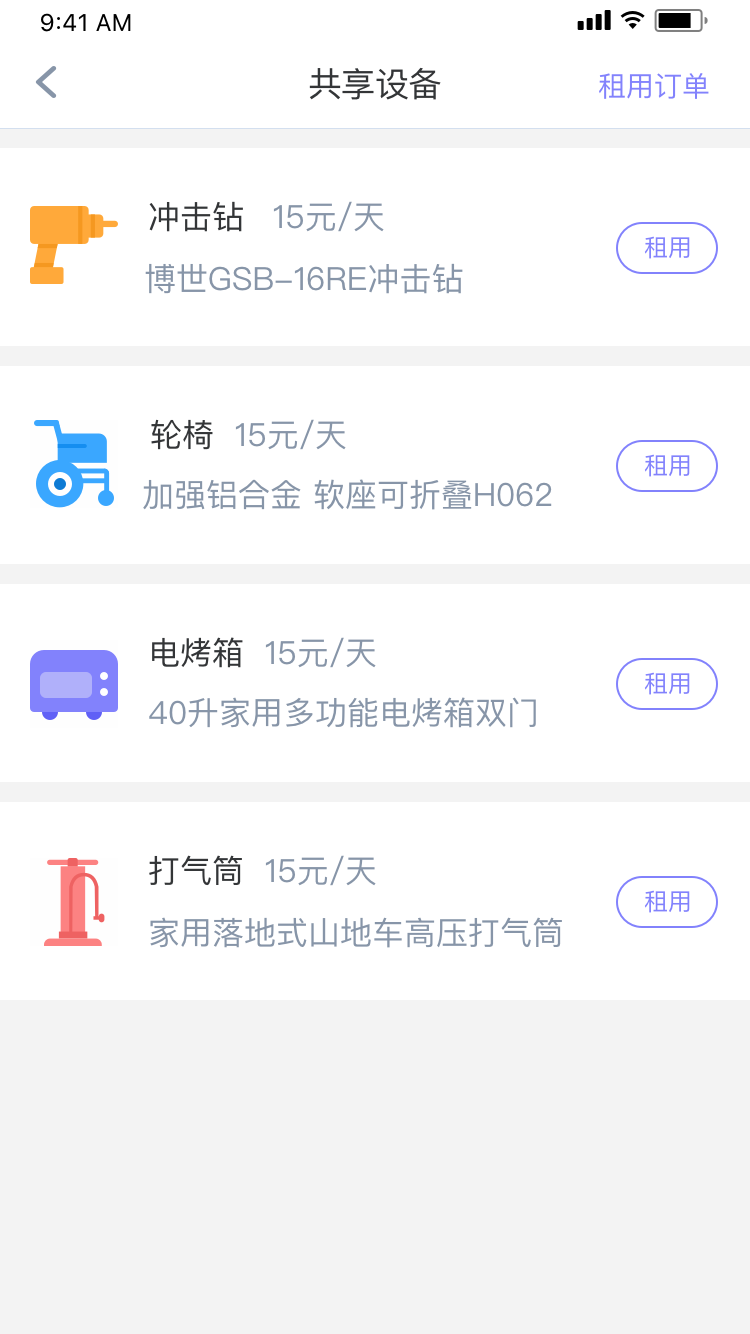 9:41 AM
共享设备
租用订单
冲击钻 15元/天
租用
博世GSB–16RE冲击钻
轮椅 15元/天
租用
加强铝合金 软座可折叠H062
电烤箱 15元/天
租用
40升家用多功能电烤箱双门
打气筒 15元/天
租用
家用落地式山地车高压打气筒